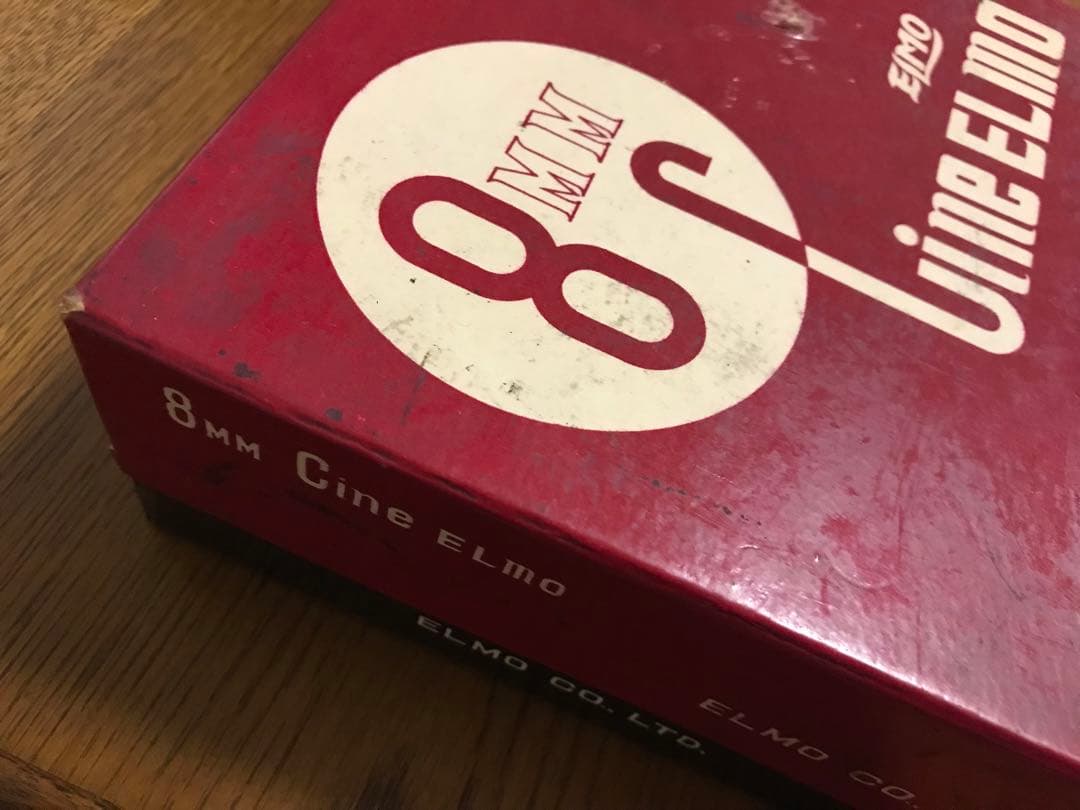 8MM
ELMO
Cine ELMO
8MM Cine ELMO
ELMO CO.
ELMO CO. LTD.